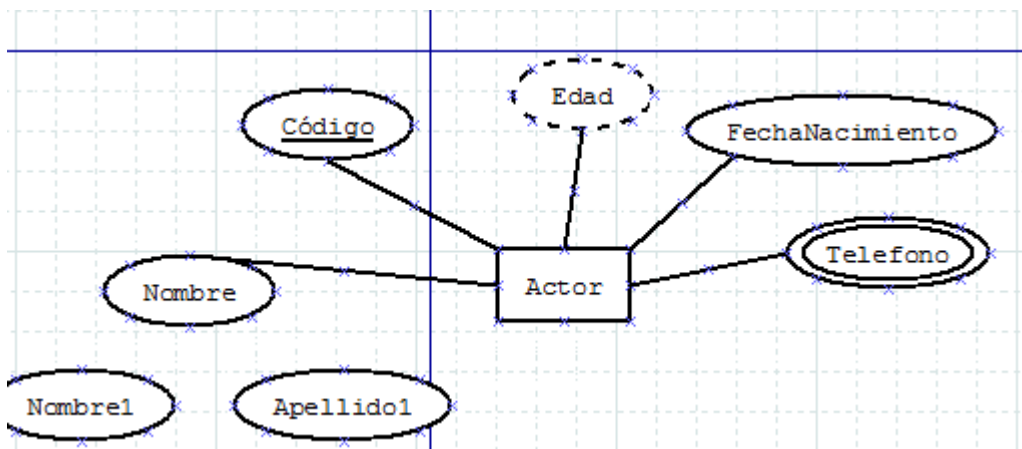 Edad
Código
FechaNacimiento
Telefono
Nombre
Actor
Nombre1
Apellido1